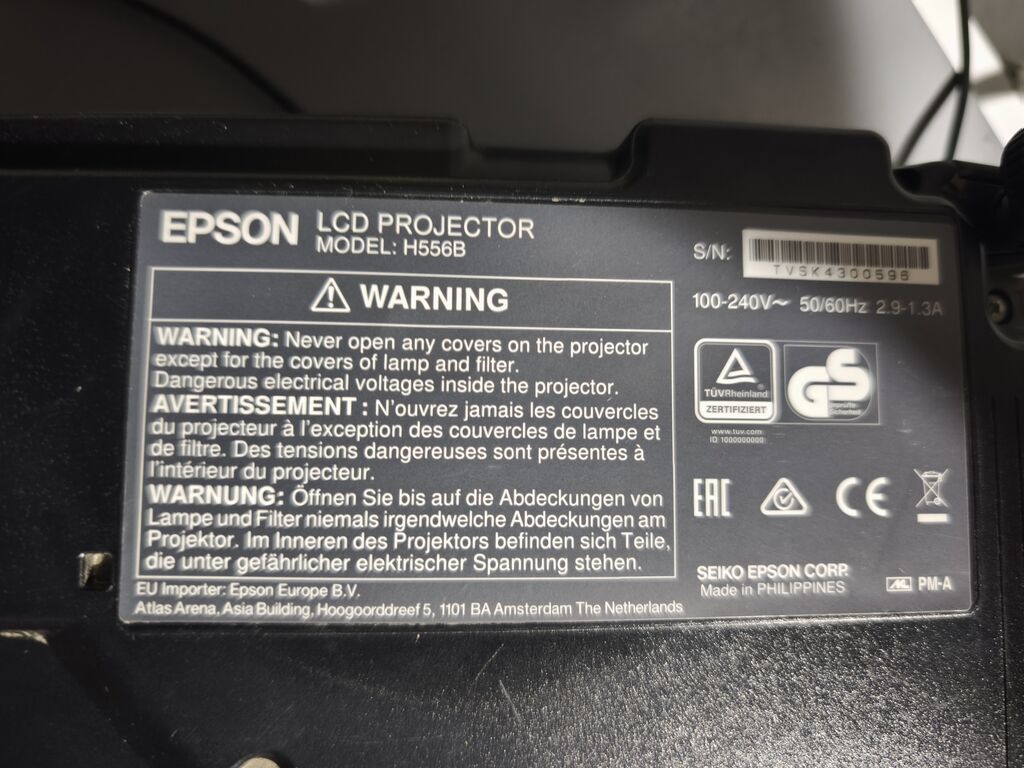 EPSON LCD PROJECTOR
MODEL: H556B
S/N:
TVSK4300596
100-240V~ 50/60Hz 2.9-1.3A
WARNING
WARNING: Never open any covers on the projector
except for the covers of lamp and filter.
Dangerous electrical voltages inside the projector.
AVERTISSEMENT : N'ouvrez jamais les couvercles
du projecteur à l'exception des couvercles de lampe et
de filtre. Des tensions dangereuses sont présentes à
l'intérieur du projecteur.
WARNUNG: Öffnen Sie bis auf die Abdeckungen von
Lampe und Filter niemals irgendwelche Abdeckungen am
Projektor. Im Inneren des Projektors befinden sich Teile,
die unter gefährlicher elektrischer Spannung stehen.
EU Importer: Epson Europe B.V.
Atlas Arena, Asia Building, Hoogoorddreef 5, 1101 BA Amsterdam The Netherlands
TÜVRheinland
ZERTIFIZIERT
www.tuv.com
ID 1000000000
GS
geprüfte
Sicherheit
EAC
CE
SEIKO EPSON CORP.
Made in PHILIPPINES
PM-A